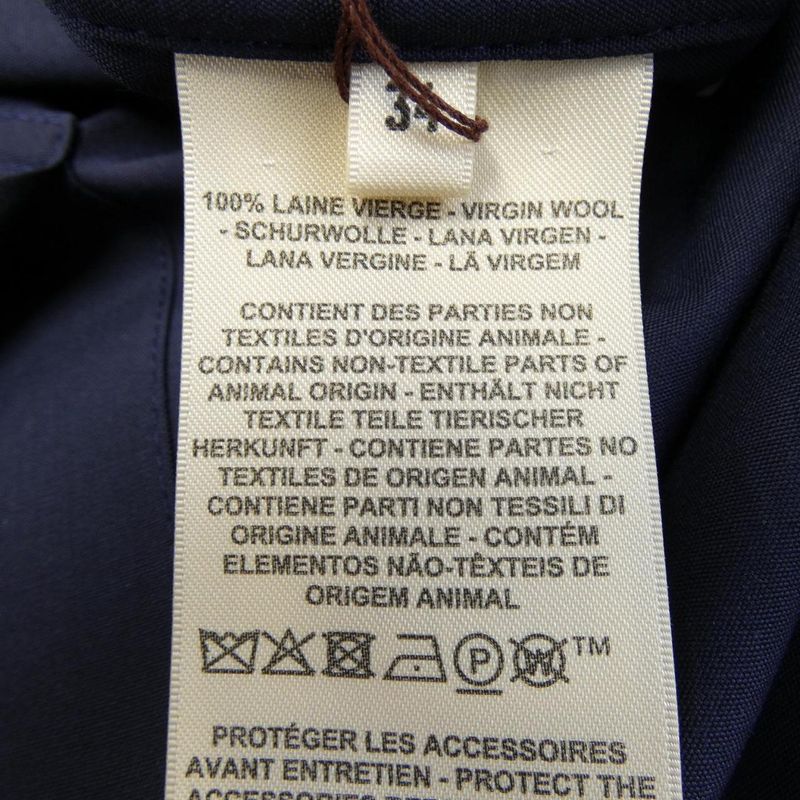 34
100% LAINE VIERGE - VIRGIN WOOL
- SCHURWOLLE - LANA VIRGEN -
LANA VERGINE - LÃ VIRGEM
CONTIENT DES PARTIES NON
TEXTILES D'ORIGINE ANIMALE -
CONTAINS NON-TEXTILE PARTS OF
ANIMAL ORIGIN - ENTHÄLT NICHT
TEXTILE TEILE TIERISCHER
HERKUNFT - CONTIENE PARTES NO
TEXTILES DE ORIGEN ANIMAL -
CONTIENE PARTI NON TESSILI DI
ORIGINE ANIMALE - CONTÉM
ELEMENTOS NÃO-TÊXTEIS DE
ORIGEM ANIMAL
P W TM
PROTÉGER LES ACCESSOIRES
AVANT ENTRETIEN - PROTECT THE